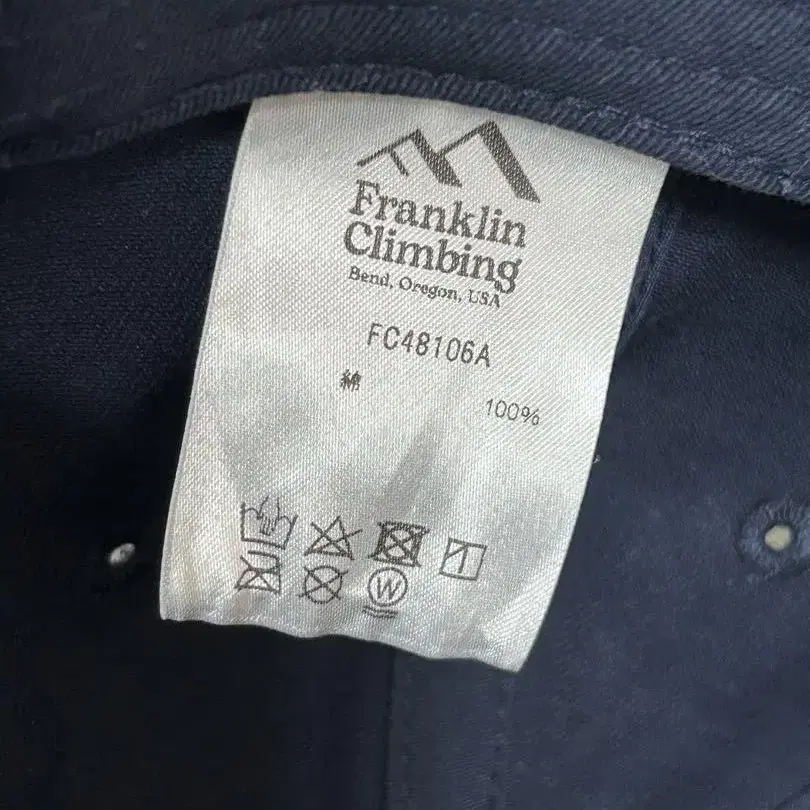 Franklin
Climbing
Bend, Oregon, USA
FC48106A
綿 100%
W